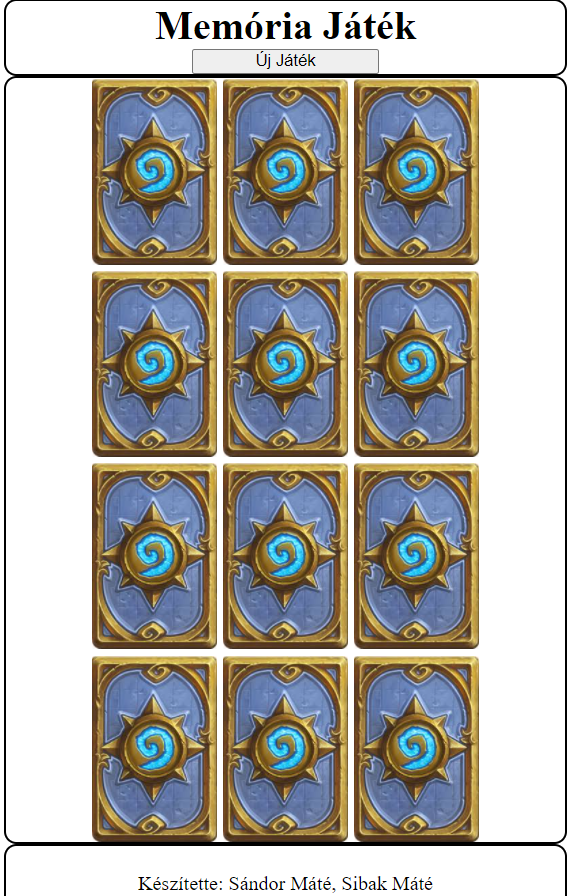 Memória Játék
Új Játék
Készítette: Sándor Máté, Sibak Máté